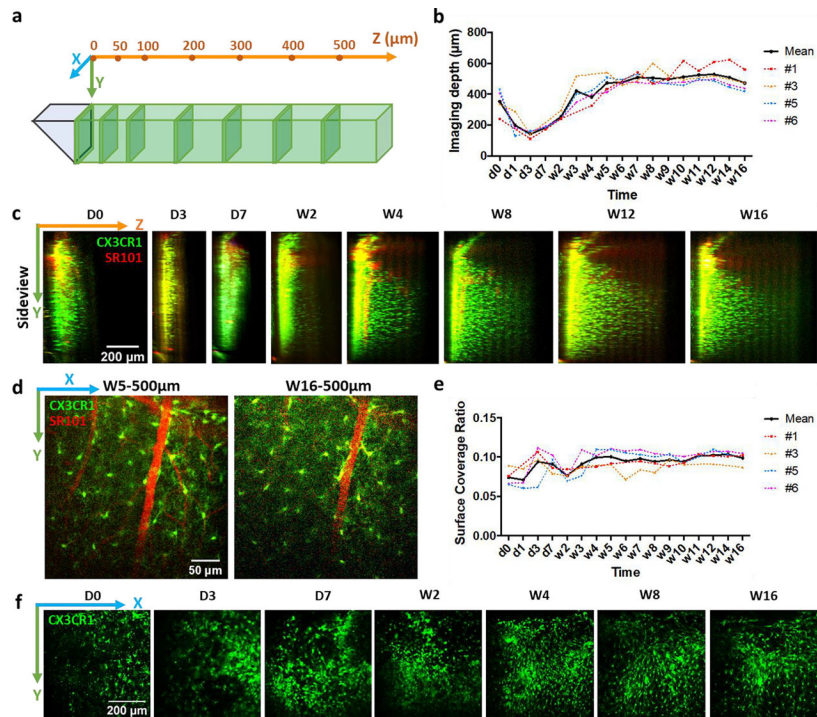 a
Z (µm)
0 50 100 200 300 400 500
X
Y
b
Imaging depth (µm)
800
600
400
200
0
d0 d1 d3 d7 w2 w3 w4 w5 w6 w7 w8 w9 w10 w11 w12 w14 w16
Time
Mean
#1
#3
#5
#6
c
D0 D3 D7 W2 W4 W8 W12 W16
Z
CX3CR1
SR101
Sideview
Y
200 µm
d
X
W5-500µm W16-500µm
CX3CR1
SR101
Y
50 µm
e
Surface Coverage Ratio
0.15
0.10
0.05
0.00
d0 d1 d3 d7 w2 w3 w4 w5 w6 w7 w8 w9 w10 w11 w12 w14 w16
Time
Mean
#1
#3
#5
#6
f
D0 X D3 D7 W2 W4 W8 W16
CX3CR1
Y
200 µm